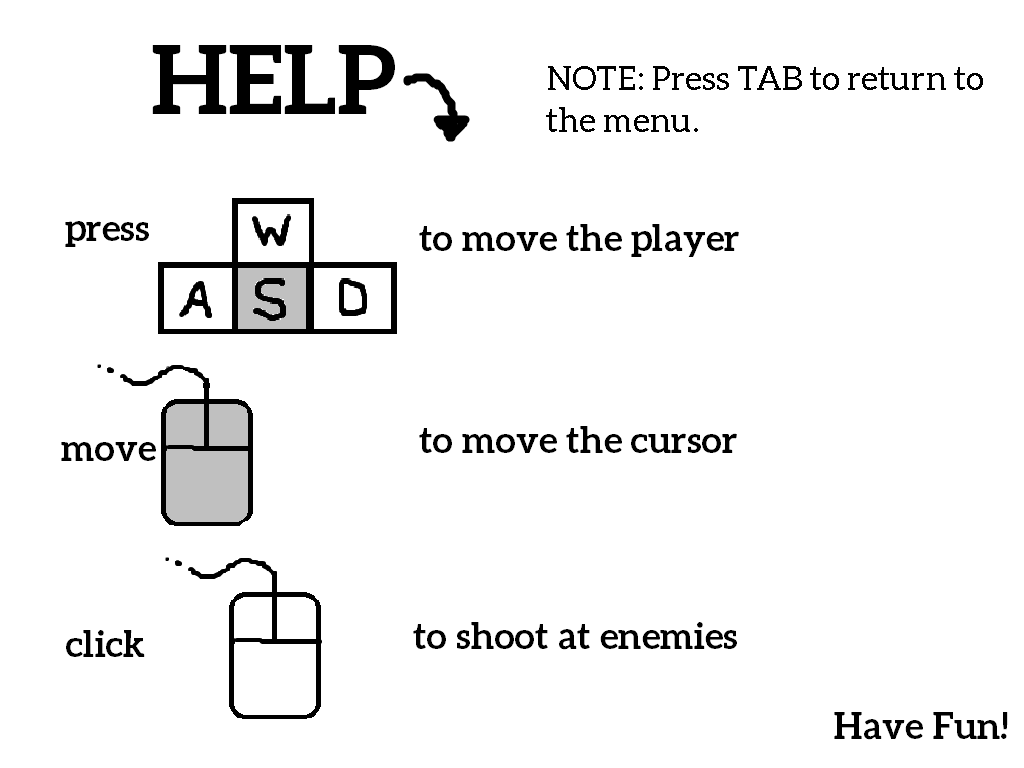 HELP
NOTE: Press TAB to return to
the menu.
press W to move the player
A S D
move to move the cursor
click to shoot at enemies
Have Fun!